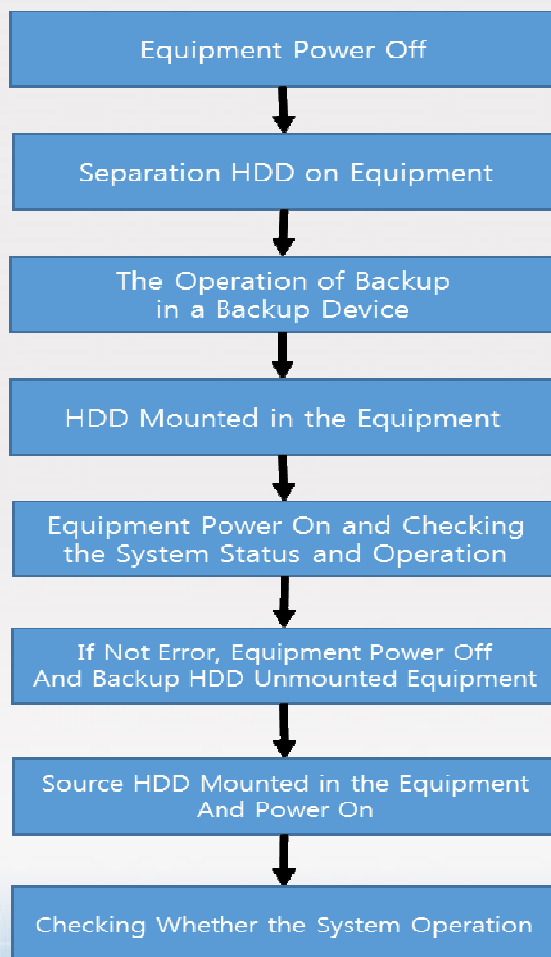 Equipment Power Off
Separation HDD on Equipment
The Operation of Backup
in a Backup Device
HDD Mounted in the Equipment
Equipment Power On and Checking
the System Status and Operation
If Not Error, Equipment Power Off
And Backup HDD Unmounted Equipment
Source HDD Mounted in the Equipment
And Power On
Checking Whether the System Operation